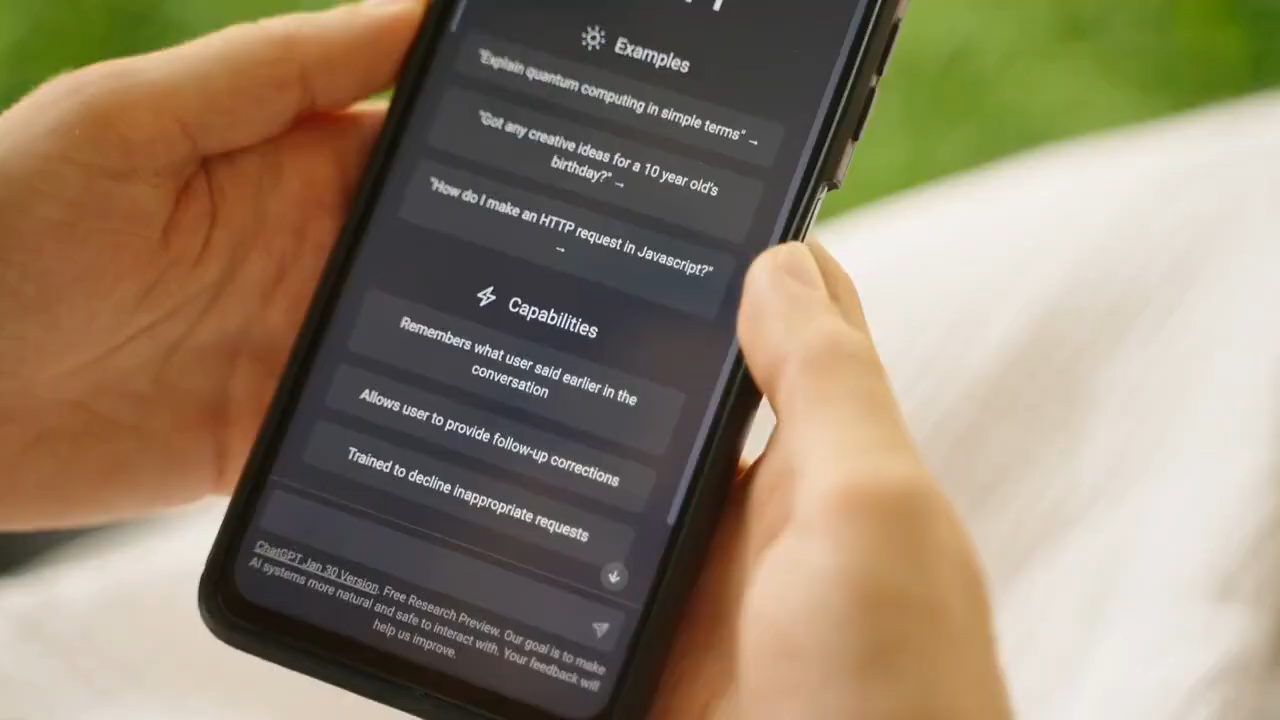 Examples
"Explain quantum computing in simple terms" →
"Got any creative ideas for a 10 year old's
birthday?" →
"How do I make an HTTP request in Javascript?"
→
Capabilities
Remembers what user said earlier in the
conversation
Allows user to provide follow-up corrections
Trained to decline inappropriate requests
ChatGPT Jan 30 Version. Free Research Preview. Our goal is to make
AI systems more natural and safe to interact with. Your feedback will
help us improve.